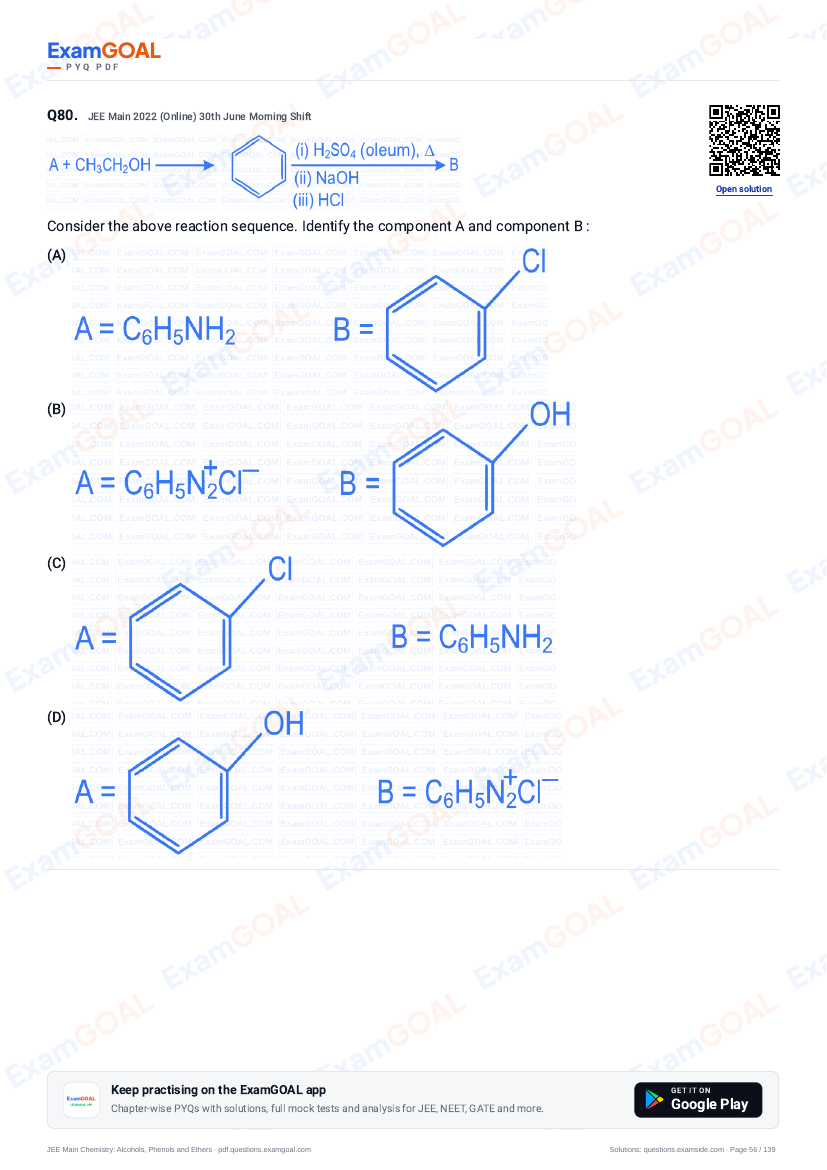 ExamGOAL
PYQ PDF
Q80. JEE Main 2022 (Online) 30th June Morning Shift
A + CH₃CH₂OH (i) H₂SO₄ (oleum), Δ B
(ii) NaOH
(iii) HCl
Open solution
Consider the above reaction sequence. Identify the component A and component B :
(A)
Cl
A = C₆H₅NH₂ B =
(B)
OH
A = C₆H₅N₂⁺Cl⁻ B =
(C)
Cl
A = B = C₆H₅NH₂
(D)
OH
A = B = C₆H₅N₂⁺Cl⁻
Keep practising on the ExamGOAL app
Chapter-wise PYQs with solutions, full mock tests and analysis for JEE, NEET, GATE and more.
GET IT ON
Google Play
JEE Main Chemistry: Alcohols, Phenols and Ethers · pdf.questions.examgoal.com
Solutions: questions.examside.com · Page 56 / 139